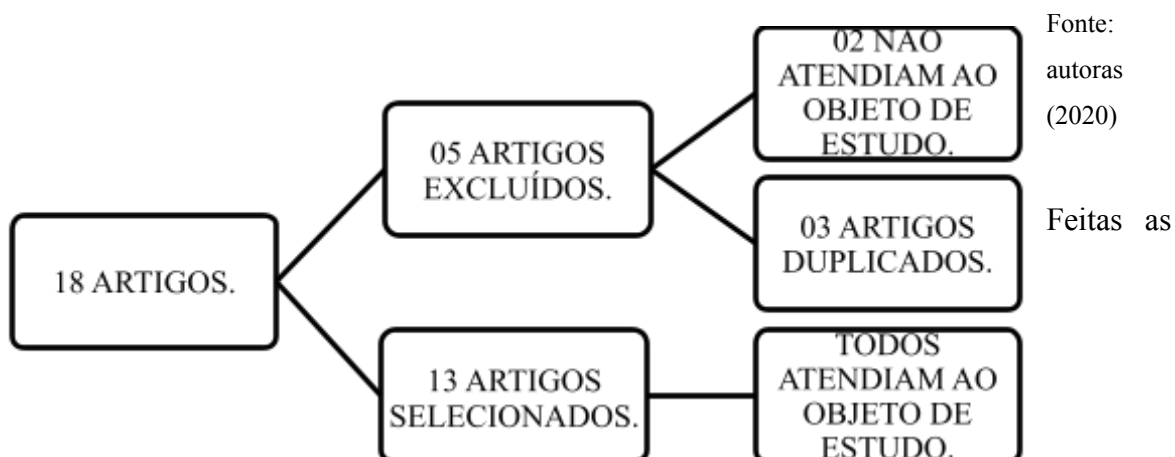 18 ARTIGOS.
05 ARTIGOS
EXCLUÍDOS.
13 ARTIGOS
SELECIONADOS.
02 NAO
ATENDIAM AO
OBJETO DE
ESTUDO.
03 ARTIGOS
DUPLICADOS.
TODOS
ATENDIAM AO
OBJETO DE
ESTUDO.
Fonte:
autoras
(2020)
Feitas as